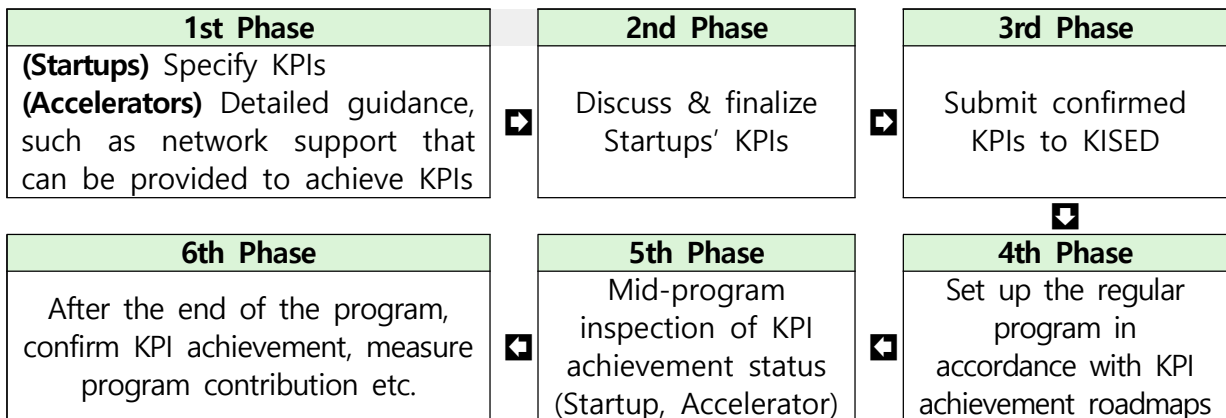 1st Phase
(Startups) Specify KPIs
(Accelerators) Detailed guidance,
such as network support that
can be provided to achieve KPIs
2nd Phase
Discuss & finalize
Startups' KPIs
3rd Phase
Submit confirmed
KPIs to KISED
4th Phase
Set up the regular
program in
accordance with KPI
achievement roadmaps
5th Phase
Mid-program
inspection of KPI
achievement status
(Startup, Accelerator)
6th Phase
After the end of the program,
confirm KPI achievement, measure
program contribution etc.